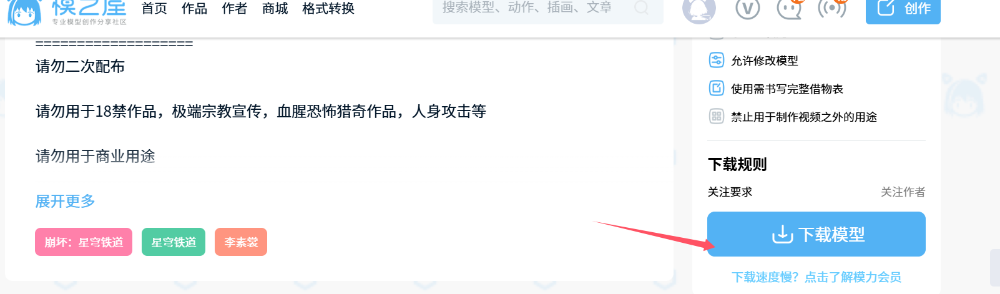 模之屋
专业模型创作分享社区
首页 作品 作者 商城 格式转换
搜索模型、动作、插画、文章
创作
===================
请勿二次配布
请勿用于18禁作品，极端宗教宣传，血腥恐怖猎奇作品，人身攻击等
请勿用于商业用途
展开更多
崩坏：星穹铁道 星穹铁道 李素裳
允许修改模型
使用需书写完整借物表
禁止用于制作视频之外的用途
下载规则
关注要求 关注作者
下载模型
下载速度慢？点击了解模力会员